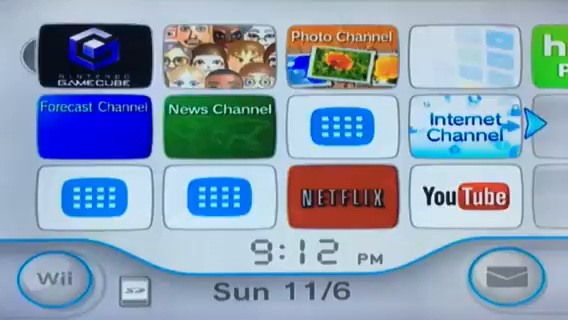 NINTENDO
GAMECUBE
Photo Channel
Forecast Channel
News Channel
Internet
Channel
NETFLIX
YouTube
9:12 PM
Wii
SD
Sun 11/6